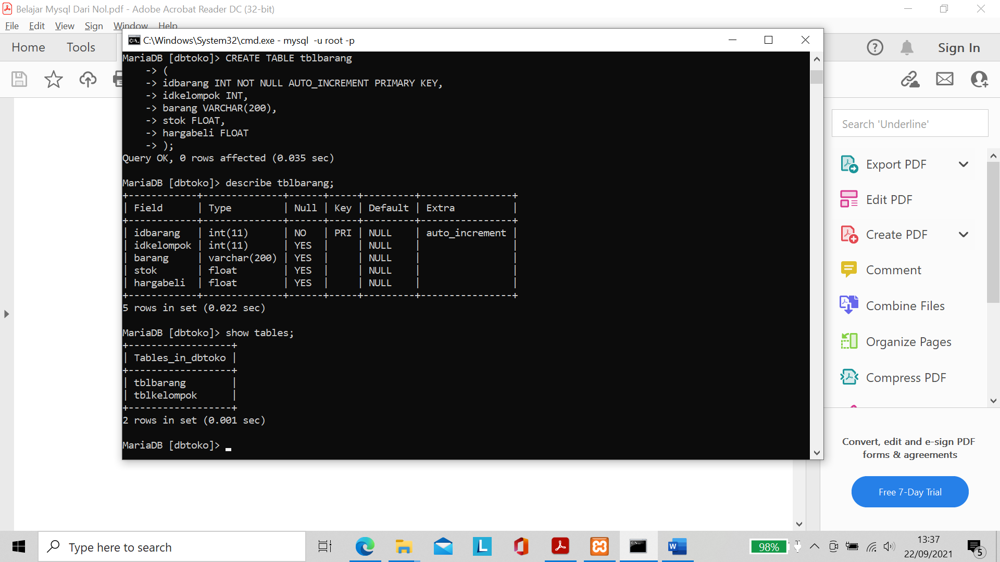 Belajar Mysql Dari Nol.pdf - Adobe Acrobat Reader DC (32-bit)
File Edit View Sign Window Help
Home Tools
Sign In
C:\Windows\System32\cmd.exe - mysql  -u root -p
MariaDB [dbtoko]> CREATE TABLE tblbarang
    -> (
    -> idbarang INT NOT NULL AUTO_INCREMENT PRIMARY KEY,
    -> idkelompok INT,
    -> barang VARCHAR(200),
    -> stok FLOAT,
    -> hargabeli FLOAT
    -> );
Query OK, 0 rows affected (0.035 sec)
MariaDB [dbtoko]> describe tblbarang;
+------------+--------------+------+-----+---------+----------------+
| Field      | Type         | Null | Key | Default | Extra          |
+------------+--------------+------+-----+---------+----------------+
| idbarang   | int(11)      | NO   | PRI | NULL    | auto_increment |
| idkelompok | int(11)      | YES  |     | NULL    |                |
| barang     | varchar(200) | YES  |     | NULL    |                |
| stok       | float        | YES  |     | NULL    |                |
| hargabeli  | float        | YES  |     | NULL    |                |
+------------+--------------+------+-----+---------+----------------+
5 rows in set (0.022 sec)
MariaDB [dbtoko]> show tables;
+------------------+
| Tables_in_dbtoko |
+------------------+
| tblbarang        |
| tblkelompok      |
+------------------+
2 rows in set (0.001 sec)
MariaDB [dbtoko]>
Search 'Underline'
Export PDF
Edit PDF
Create PDF
Comment
Combine Files
Organize Pages
Compress PDF
Convert, edit and e-sign PDF
forms & agreements
Free 7-Day Trial
Type here to search
98%
13:37
22/09/2021
5